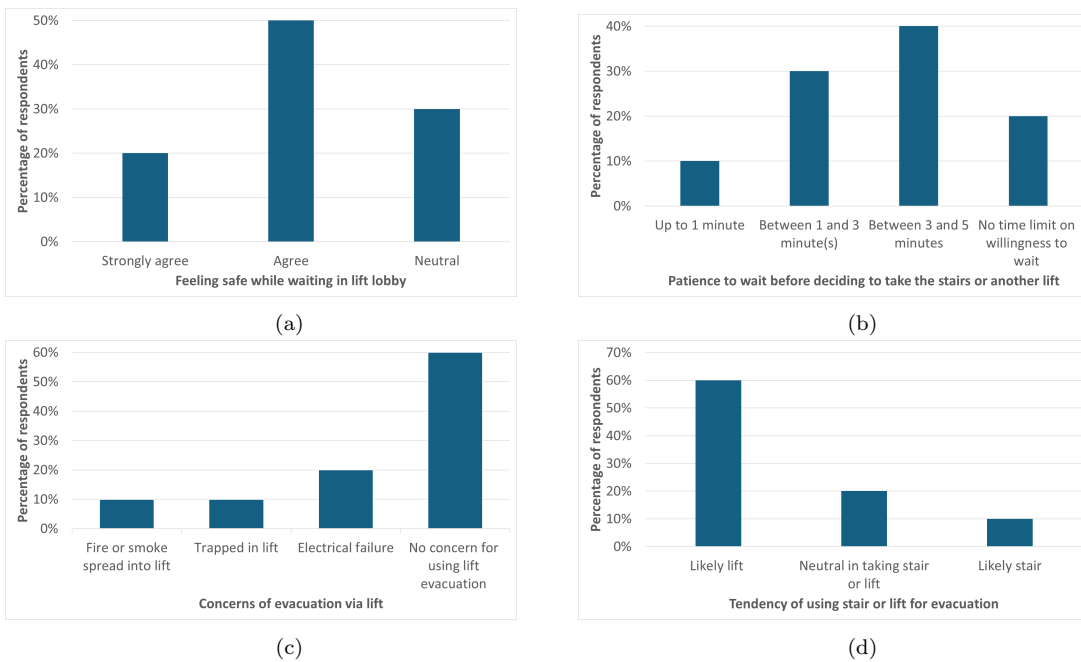 50%
40%
30%
20%
10%
0%
Percentage of respondents
Strongly agree
Agree
Neutral
Feeling safe while waiting in lift lobby
(a)
40%
30%
20%
10%
0%
Percentage of respondents
Up to 1 minute
Between 1 and 3
minute(s)
Between 3 and 5
minutes
No time limit on
willingness to
wait
Patience to wait before deciding to take the stairs or another lift
(b)
60%
50%
40%
30%
20%
10%
0%
Percentage of respondents
Fire or smoke
spread into lift
Trapped in lift
Electrical failure
No concern for
using lift
evacuation
Concerns of evacuation via lift
(c)
70%
60%
50%
40%
30%
20%
10%
0%
Percentage of respondents
Likely lift
Neutral in taking stair
or lift
Likely stair
Tendency of using stair or lift for evacuation
(d)